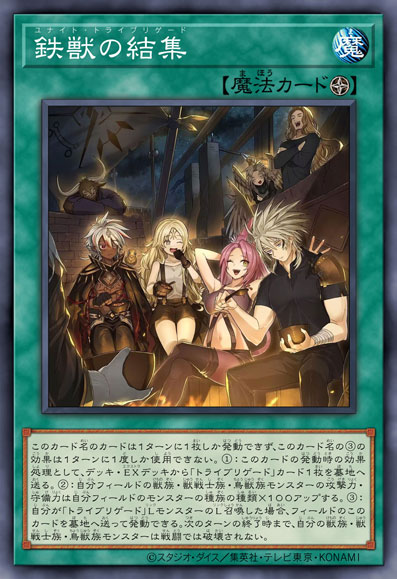 ユナイト・トライブリゲード
鉄獣の結集
魔
【魔法カード】
このカード名のカードは1ターンに1枚しか発動できず、このカード名の③の
効果は1ターンに1度しか使用できない。①:このカードの発動時の効果
処理として、デッキ・EXデッキから「トライブリゲード」カード1枚を墓地へ
送る。②:自分フィールドの獣族・獣戦士族・鳥獣族モンスターの攻撃力・
守備力は自分フィールドのモンスターの種族の種類×100アップする。③:
自分が「トライブリゲード」LモンスターのL召喚した場合、フィールドのこ
のカードを墓地へ送って発動できる。次のターンの終了時まで、自分の獣族・獣
戦士族・鳥獣族モンスターは戦闘では破壊されない。
©スタジオ・ダイス/集英社・テレビ東京・KONAMI